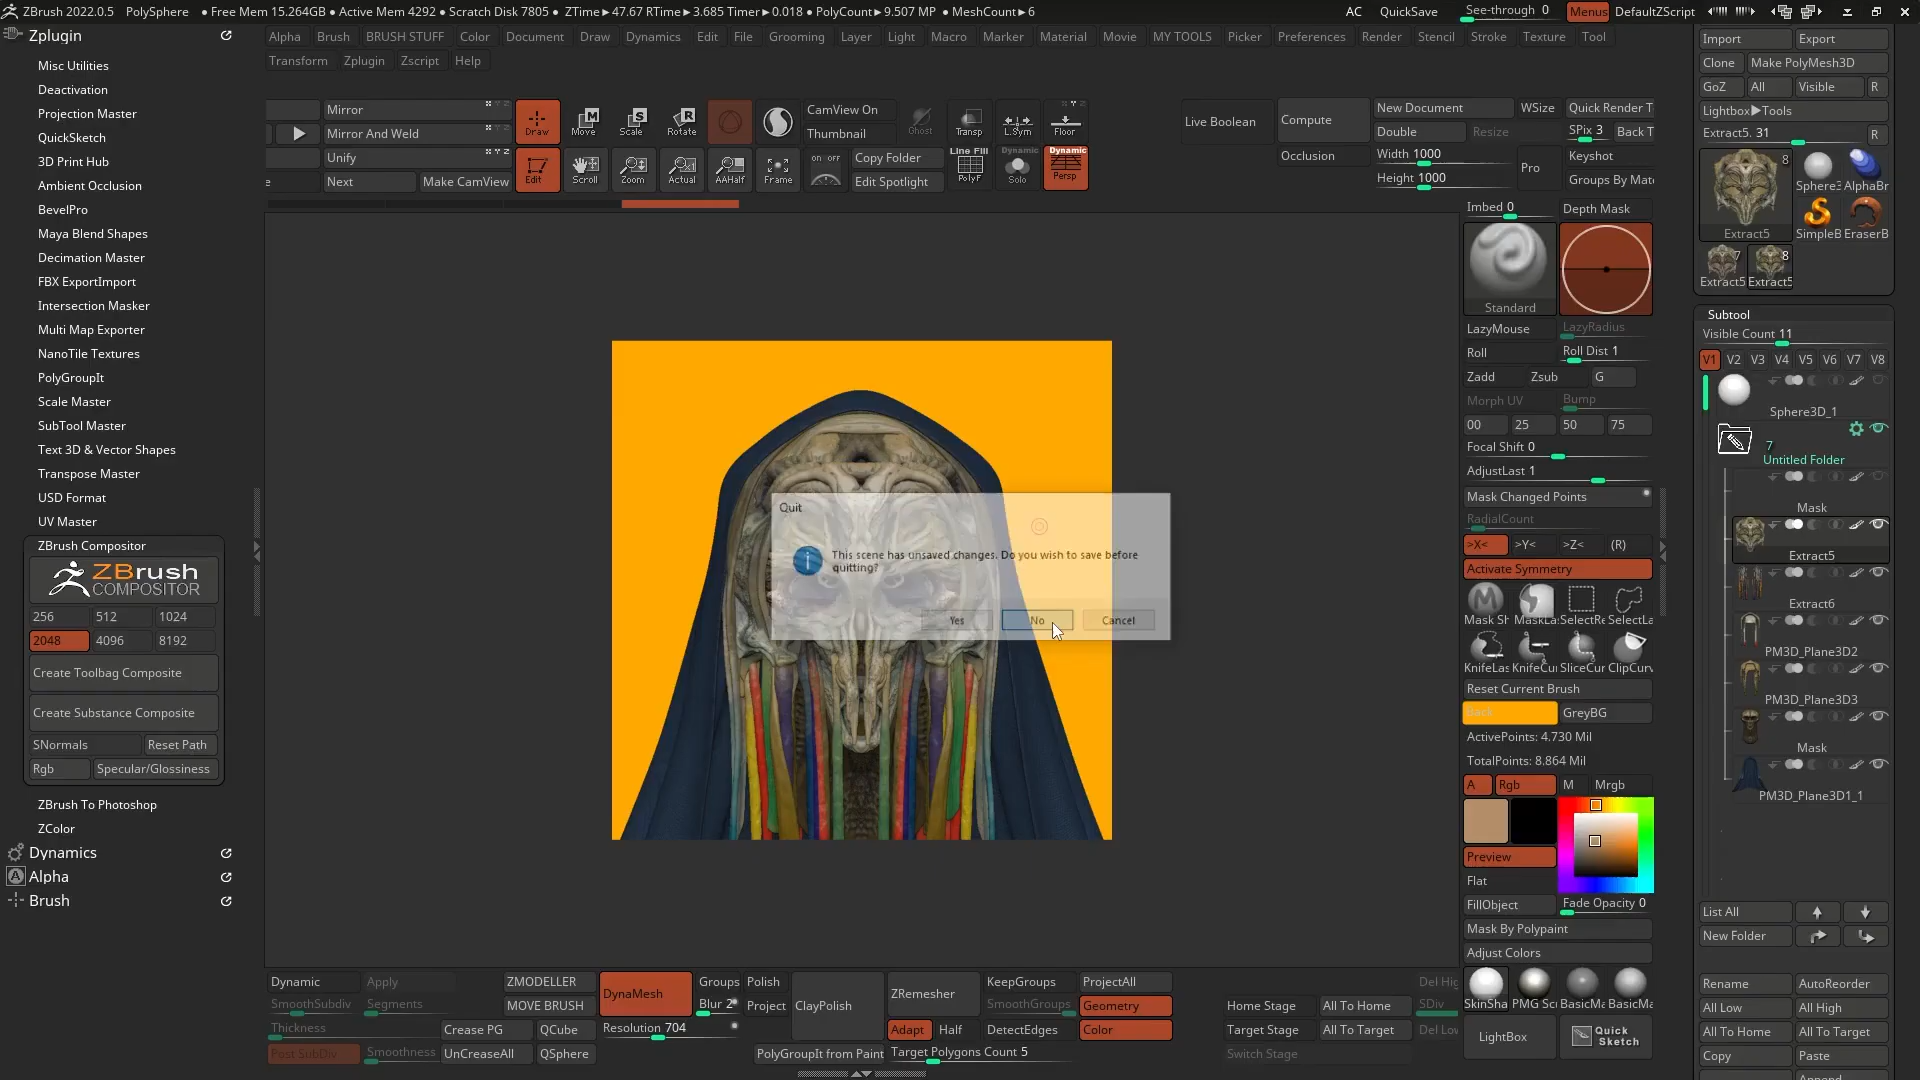 ZBrush 2022.0.5 PolySphere • Free Mem 15.264GB • Active Mem 4292 • Scratch Disk 7805 • ZTime►47.67 RTime►3.685 Timer►0.018 • PolyCount►9.507 MP • MeshCount►6 AC QuickSave See-through 0 Menus DefaultZScript
Zplugin
Misc Utilities
Deactivation
Projection Master
QuickSketch
3D Print Hub
Ambient Occlusion
BevelPro
Maya Blend Shapes
Decimation Master
FBX ExportImport
Intersection Masker
Multi Map Exporter
NanoTile Textures
PolyGroupIt
Scale Master
SubTool Master
Text 3D & Vector Shapes
Transpose Master
USD Format
UV Master
ZBrush Compositor
ZBrush
COMPOSITOR
256 512 1024
2048 4096 8192
Create Toolbag Composite
Create Substance Composite
SNormals Reset Path
Rgb Specular/Glossiness
ZBrush To Photoshop
ZColor
Dynamics
Alpha
Brush
Alpha Brush BRUSH STUFF Color Document Draw Dynamics Edit File Grooming Layer Light Macro Marker Material Movie MY TOOLS Picker Preferences Render Stencil Stroke Texture Tool
Transform Zplugin Zscript Help
Mirror
Mirror And Weld
Unify
Next Make CamView
Draw Move Scale Rotate
Edit Scroll Zoom Actual AAHalf Frame
CamView On
Thumbnail
on off Copy Folder
Edit Spotlight
Ghost Transp L.Sym Floor
Line Fill
PolyF
Dynamic
Solo
Dynamic
Persp
Live Boolean
Compute
Occlusion
New Document WSize Quick Render T
Double Resize SPix 3 Back T
Width 1000
Height 1000
Pro
Keyshot
Groups By Mate
Quit
This scene has unsaved changes. Do you wish to save before
quitting?
Yes No Cancel
Imbed 0 Depth Mask
Standard
LazyMouse LazyRadius
Roll Roll Dist 1
Zadd Zsub G
Morph UV Bump
00 25 50 75
Focal Shift 0
AdjustLast 1
Mask Changed Points
RadialCount
>X< >Y< >Z< (R)
Activate Symmetry
Mask Sh MaskLas SelectRe SelectLa
KnifeLas KnifeCu SliceCur ClipCurv
Reset Current Brush
Back GreyBG
ActivePoints: 4.730 Mil
TotalPoints: 8.864 Mil
A Rgb M Mrgb
Preview
Flat
FillObject Fade Opacity 0
Mask By Polypaint
Adjust Colors
SkinSha PMG Sc BasicMa BasicMa
LightBox
Quick
Sketch
Import Export
Clone Make PolyMesh3D
GoZ All Visible R
Lightbox►Tools
Extract5. 31 R
8
Extract5
Sphere3 AlphaBr
SimpleB EraserB
7 8
Extract5 Extract5
Subtool
Visible Count 11
V1 V2 V3 V4 V5 V6 V7 V8
Sphere3D_1
7
Untitled Folder
Mask
Extract5
Extract6
PM3D_Plane3D2
PM3D_Plane3D3
Mask
PM3D_Plane3D1_1
List All
New Folder
Rename AutoReorder
All Low All High
All To Home All To Target
Copy Paste
Append
Dynamic Apply
SmoothSubdiv Segments
Thickness
Post SubDiv Smoothness
ZMODELLER
MOVE BRUSH
Crease PG QCube
UnCreaseAll QSphere
DynaMesh
Groups Polish
Blur 2 Project
Resolution 704
ClayPolish
PolyGroupIt from Paint
ZRemesher
Adapt Half
Target Polygons Count 5
KeepGroups
SmoothGroups
DetectEdges
ProjectAll
Geometry
Color
Home Stage All To Home
Target Stage All To Target
Switch Stage
Del Hig
SDiv
Del Low